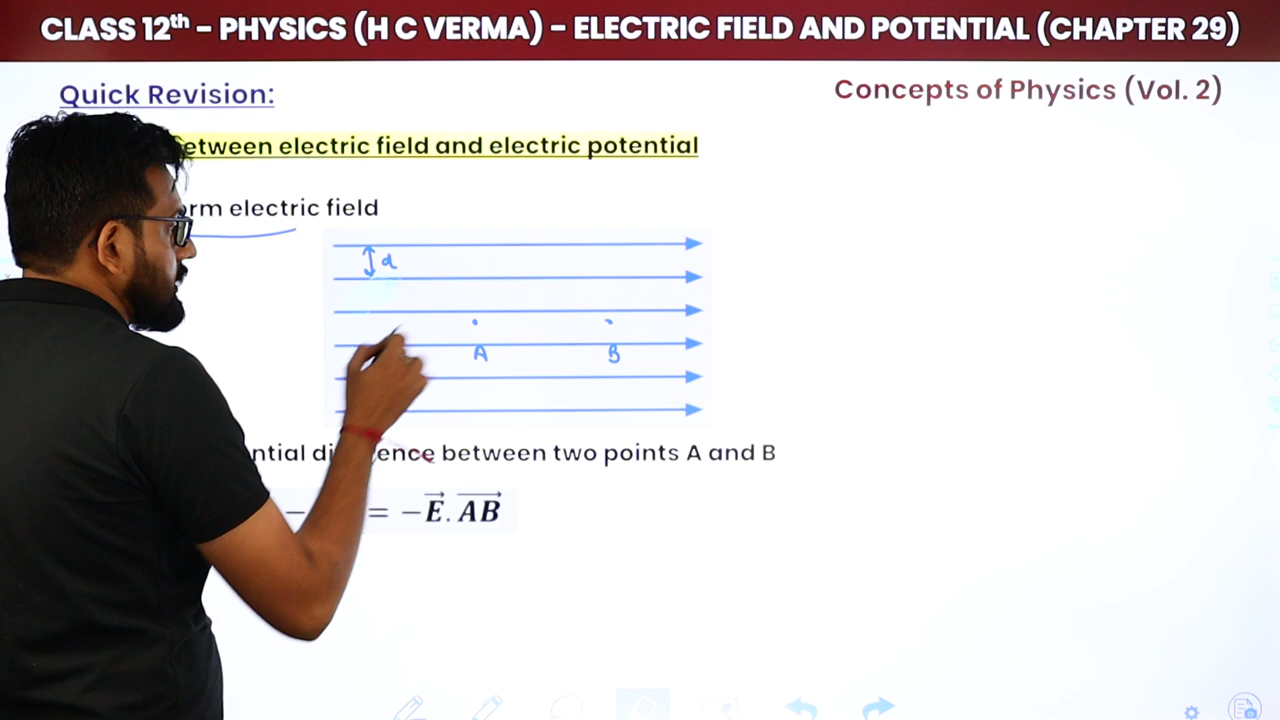 CLASS 12th – PHYSICS (H C VERMA) – ELECTRIC FIELD AND POTENTIAL (CHAPTER 29)
Quick Revision:
Concepts of Physics (Vol. 2)
etween electric field and electric potential
rm electric field
d
A B
ntial di ence between two points A and B
− = −E⃗. A⃗B⃗